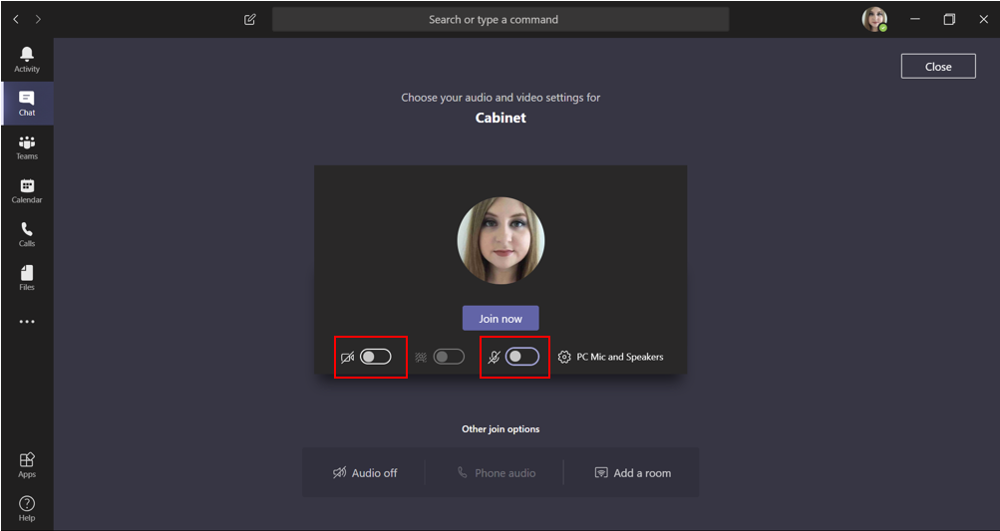 Search or type a command
Activity
Chat
Teams
Calendar
Calls
Files
Apps
Help
Close
Choose your audio and video settings for
Cabinet
Join now
PC Mic and Speakers
Other join options
Audio off
Phone audio
Add a room